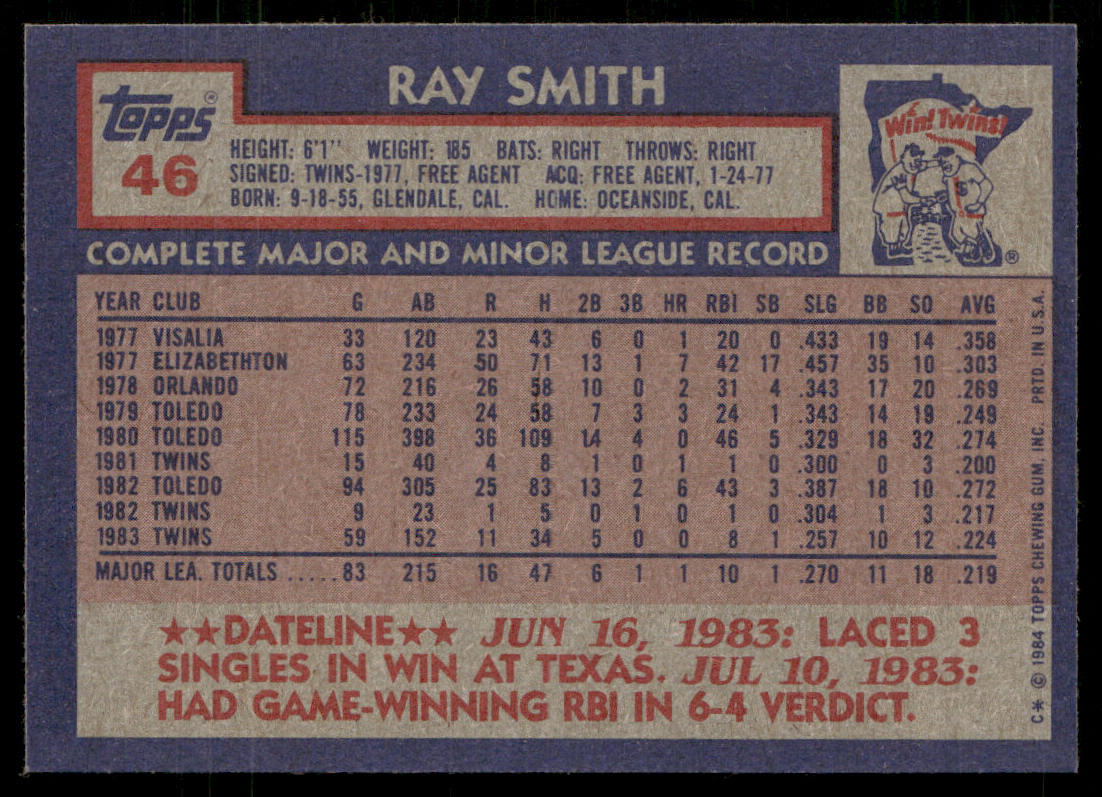 RAY SMITH
topps®
46
HEIGHT: 6'1" WEIGHT: 185 BATS: RIGHT THROWS: RIGHT
SIGNED: TWINS-1977, FREE AGENT ACQ: FREE AGENT, 1-24-77
BORN: 9-18-55, GLENDALE, CAL. HOME: OCEANSIDE, CAL.
Win! Twins!
M S
®
COMPLETE MAJOR AND MINOR LEAGUE RECORD
YEAR CLUB G AB R H 2B 3B HR RBI SB SLG BB SO AVG
1977 VISALIA 33 120 23 43 6 0 1 20 0 .433 19 14 .358
1977 ELIZABETHTON 63 234 50 71 13 1 7 42 17 .457 35 10 .303
1978 ORLANDO 72 216 26 58 10 0 2 31 4 .343 17 20 .269
1979 TOLEDO 78 233 24 58 7 3 3 24 1 .343 14 19 .249
1980 TOLEDO 115 398 36 109 14 4 0 46 5 .329 18 32 .274
1981 TWINS 15 40 4 8 1 0 1 1 0 .300 0 3 .200
1982 TOLEDO 94 305 25 83 13 2 6 43 3 .387 18 10 .272
1982 TWINS 9 23 1 5 0 1 0 1 0 .304 1 3 .217
1983 TWINS 59 152 11 34 5 0 0 8 1 .257 10 12 .224
MAJOR LEA. TOTALS .....83 215 16 47 6 1 1 10 1 .270 11 18 .219
★★DATELINE★★ JUN 16, 1983: LACED 3
SINGLES IN WIN AT TEXAS. JUL 10, 1983:
HAD GAME-WINNING RBI IN 6-4 VERDICT.
C* © 1984 TOPPS CHEWING GUM, INC. PRTD. IN U.S.A.